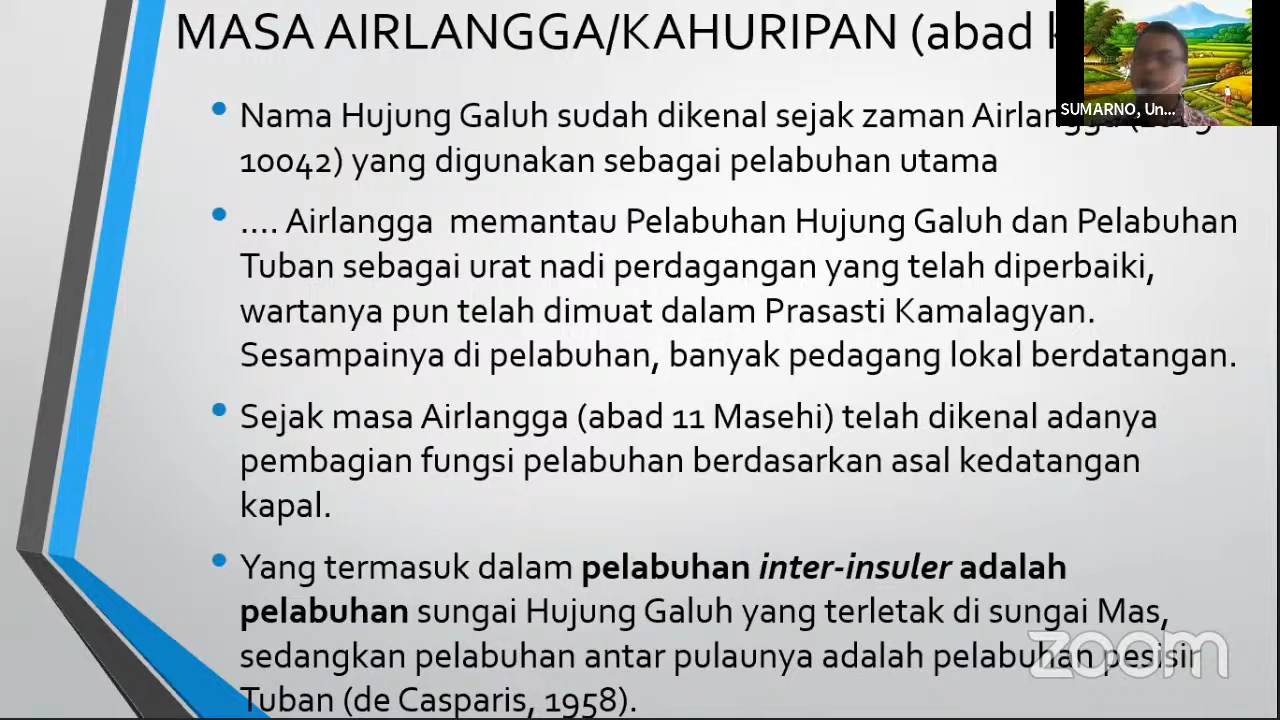 MASA AIRLANGGA/KAHURIPAN (abad
SUMARNO, Un...
Nama Hujung Galuh sudah dikenal sejak zaman Airlangga
10042) yang digunakan sebagai pelabuhan utama
.... Airlangga memantau Pelabuhan Hujung Galuh dan Pelabuhan
Tuban sebagai urat nadi perdagangan yang telah diperbaiki,
wartanya pun telah dimuat dalam Prasasti Kamalagyan.
Sesampainya di pelabuhan, banyak pedagang lokal berdatangan.
Sejak masa Airlangga (abad 11 Masehi) telah dikenal adanya
pembagian fungsi pelabuhan berdasarkan asal kedatangan
kapal.
Yang termasuk dalam pelabuhan inter-insuler adalah
pelabuhan sungai Hujung Galuh yang terletak di sungai Mas,
sedangkan pelabuhan antar pulaunya adalah pelabuhan pesisir
Tuban (de Casparis, 1958).
zoom